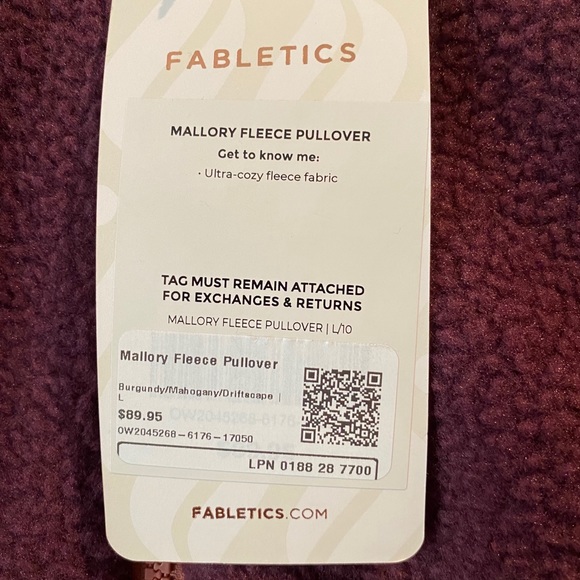 FABLETICS
MALLORY FLEECE PULLOVER
Get to know me:
• Ultra-cozy fleece fabric
TAG MUST REMAIN ATTACHED
FOR EXCHANGES & RETURNS
MALLORY FLEECE PULLOVER | L/10
Mallory Fleece Pullover
Burgundy/Mahogany/Driftscape |
L
$89.95
OW2045268-6176-17050
LPN 0188 28 7700
FABLETICS.COM